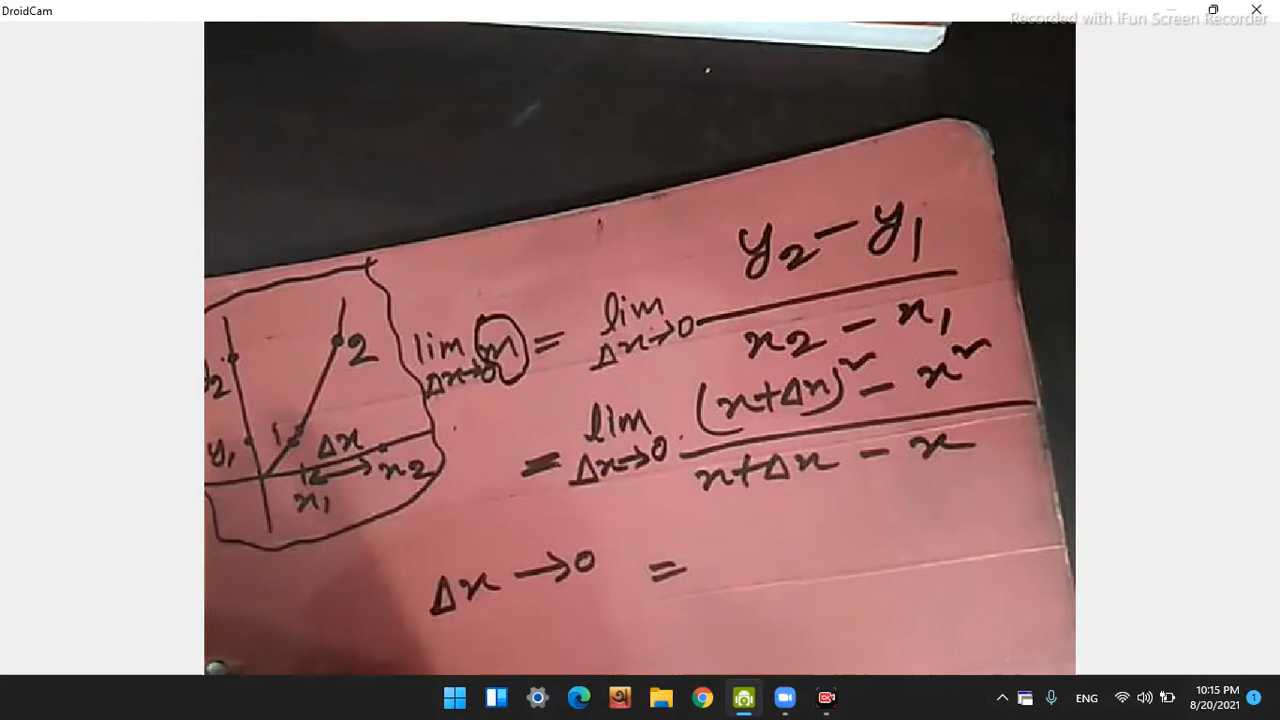 DroidCam
Recorded with iFun Screen Recorder
lim Δx→0 m = lim Δx→0 (y₂ − y₁) / (x₂ − x₁)
= lim Δx→0 ((x+Δx)² − x²) / (x+Δx − x)
Δx → 0 =
2
y₁
1
Δx
x₁
x₂
ENG
10:15 PM
8/20/2021
1